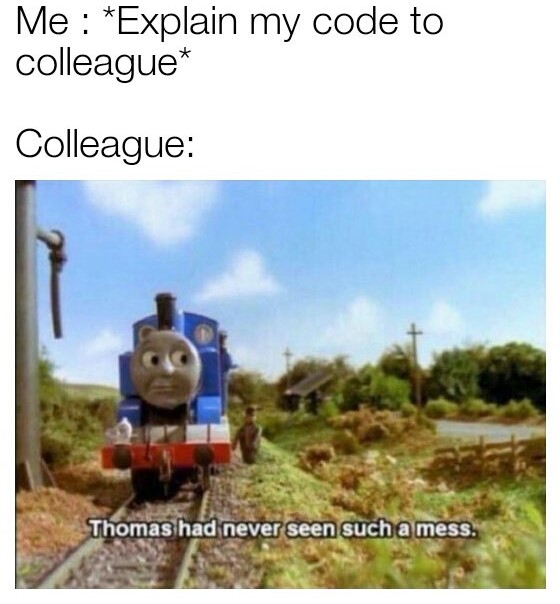 Me : *Explain my code to
colleague*
Colleague:
Thomas had never seen such a mess.